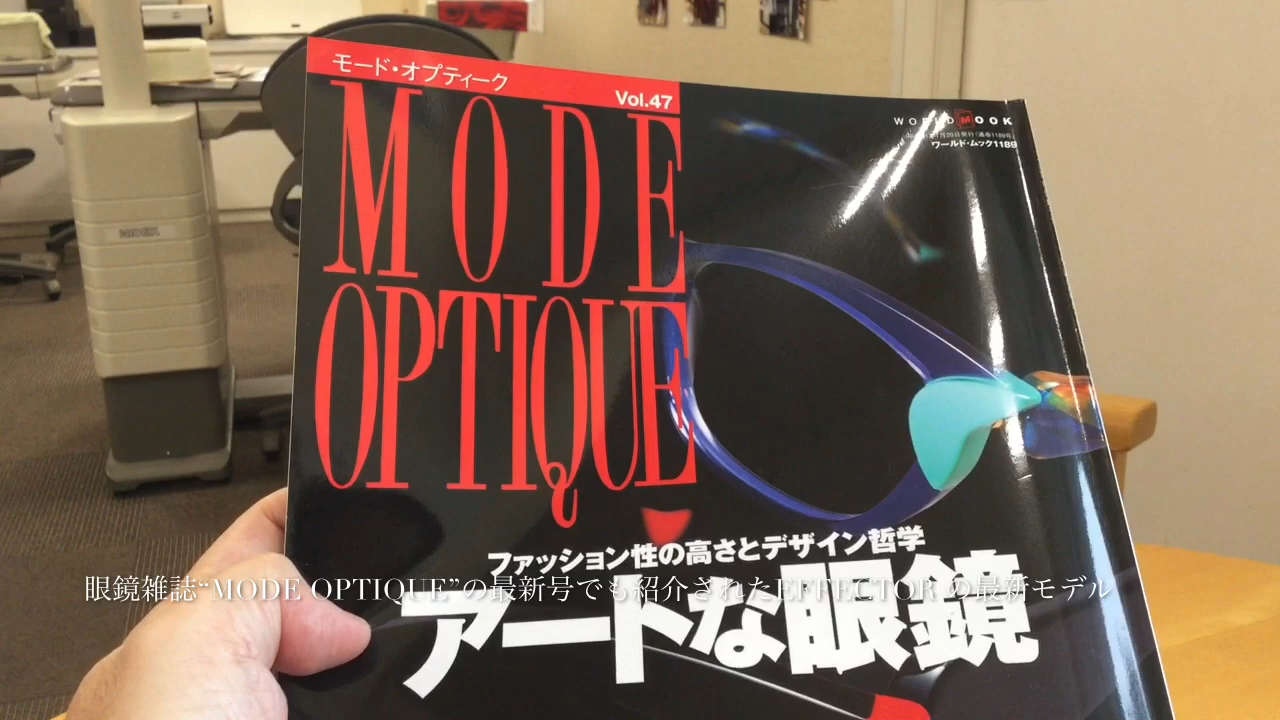 モード・オプティーク
Vol.47
MODE
OPTIQUE
WORLD MOOK
ワールド・ムック1189
NIDEK
ファッション性の高さとデザイン哲学
眼鏡雑誌“MODE OPTIQUE”の最新号でも紹介されたEFFECTOR の最新モデル
アートな眼鏡